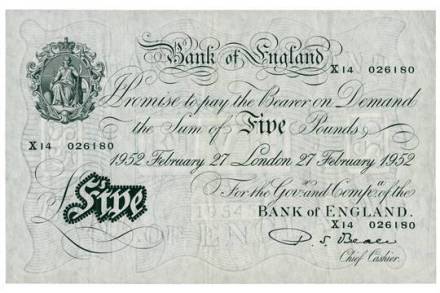 Bank of England
X14 026180
I Promise to pay the Bearer on Demand
the Sum of Five Pounds
X14 026180
1952 February 27 London 27 February 1952
For the Gov.r and Comp.a of the
Five
BANK OF ENGLAND.
X14 026180
P. S. Beale
Chief Cashier.